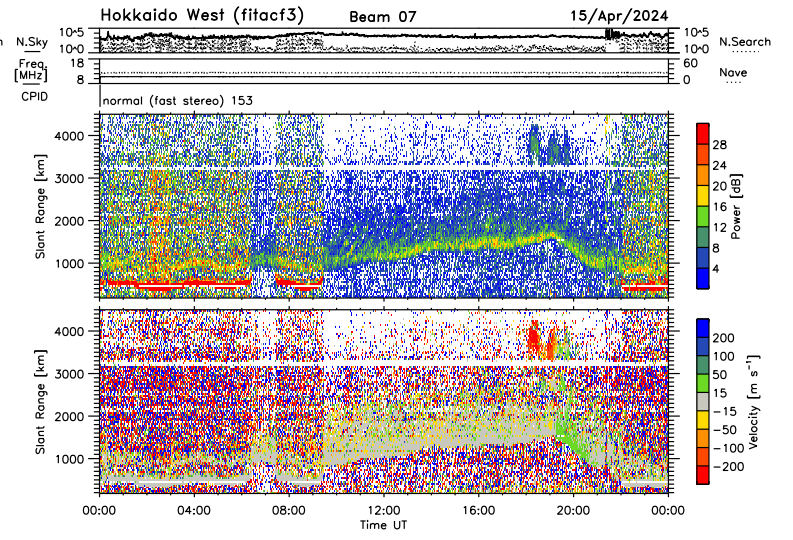 Hokkaido West (fitacf3) Beam 07 15/Apr/2024
N.Sky 10^5 10^5 N.Search
10^0 10^0
Freq. [MHz] 18 60 Nave
8 0
CPID normal (fast stereo) 153
Slant Range [km]
4000
3000
2000
1000
28
24
20
16
12
8
4
Power [dB]
Slant Range [km]
4000
3000
2000
1000
200
100
50
15
-15
-50
-100
-200
Velocity [m s⁻¹]
00:00 04:00 08:00 12:00 16:00 20:00 00:00
Time UT